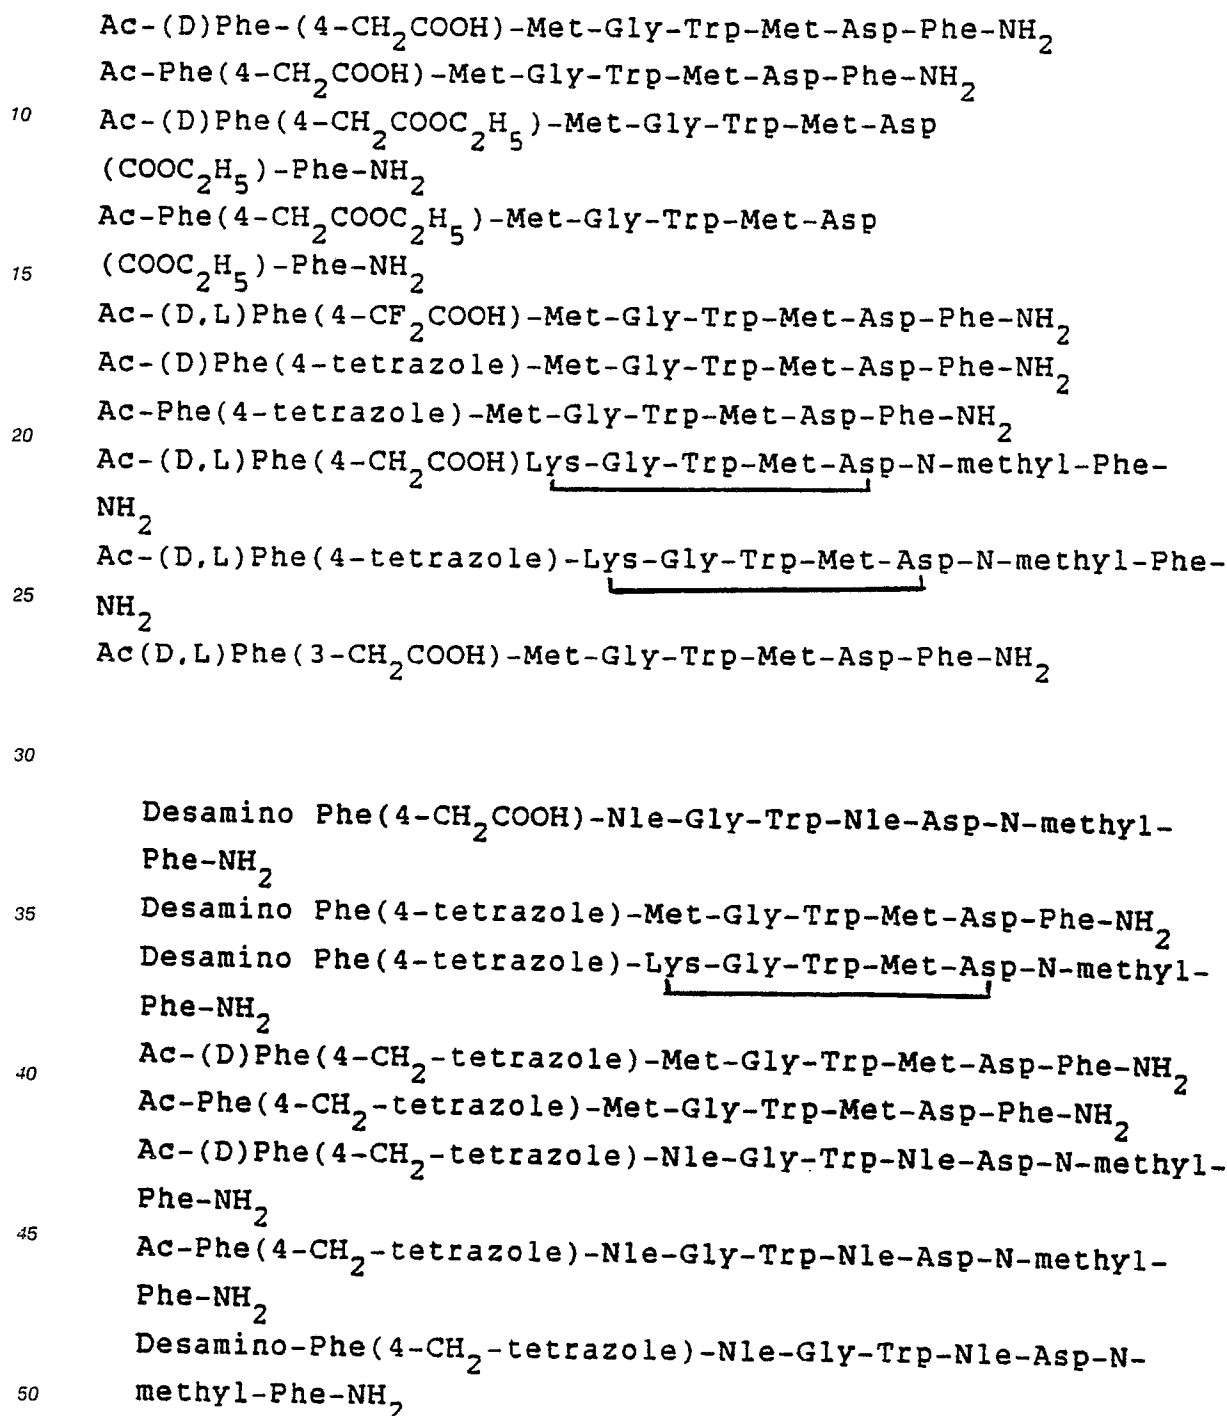 Ac-(D)Phe-(4-CH₂COOH)-Met-Gly-Trp-Met-Asp-Phe-NH₂
Ac-Phe(4-CH₂COOH)-Met-Gly-Trp-Met-Asp-Phe-NH₂
10 Ac-(D)Phe(4-CH₂COOC₂H₅)-Met-Gly-Trp-Met-Asp
(COOC₂H₅)-Phe-NH₂
Ac-Phe(4-CH₂COOC₂H₅)-Met-Gly-Trp-Met-Asp
15 (COOC₂H₅)-Phe-NH₂
Ac-(D,L)Phe(4-CF₂COOH)-Met-Gly-Trp-Met-Asp-Phe-NH₂
Ac-(D)Phe(4-tetrazole)-Met-Gly-Trp-Met-Asp-Phe-NH₂
Ac-Phe(4-tetrazole)-Met-Gly-Trp-Met-Asp-Phe-NH₂
20 Ac-(D,L)Phe(4-CH₂COOH)Lys-Gly-Trp-Met-Asp-N-methyl-Phe-
NH₂
Ac-(D,L)Phe(4-tetrazole)-Lys-Gly-Trp-Met-Asp-N-methyl-Phe-
25 NH₂
Ac(D,L)Phe(3-CH₂COOH)-Met-Gly-Trp-Met-Asp-Phe-NH₂
30
Desamino Phe(4-CH₂COOH)-Nle-Gly-Trp-Nle-Asp-N-methyl-
Phe-NH₂
35 Desamino Phe(4-tetrazole)-Met-Gly-Trp-Met-Asp-Phe-NH₂
Desamino Phe(4-tetrazole)-Lys-Gly-Trp-Met-Asp-N-methyl-
Phe-NH₂
40 Ac-(D)Phe(4-CH₂-tetrazole)-Met-Gly-Trp-Met-Asp-Phe-NH₂
Ac-Phe(4-CH₂-tetrazole)-Met-Gly-Trp-Met-Asp-Phe-NH₂
Ac-(D)Phe(4-CH₂-tetrazole)-Nle-Gly-Trp-Nle-Asp-N-methyl-
Phe-NH₂
45 Ac-Phe(4-CH₂-tetrazole)-Nle-Gly-Trp-Nle-Asp-N-methyl-
Phe-NH₂
Desamino-Phe(4-CH₂-tetrazole)-Nle-Gly-Trp-Nle-Asp-N-
50 methyl-Phe-NH₂